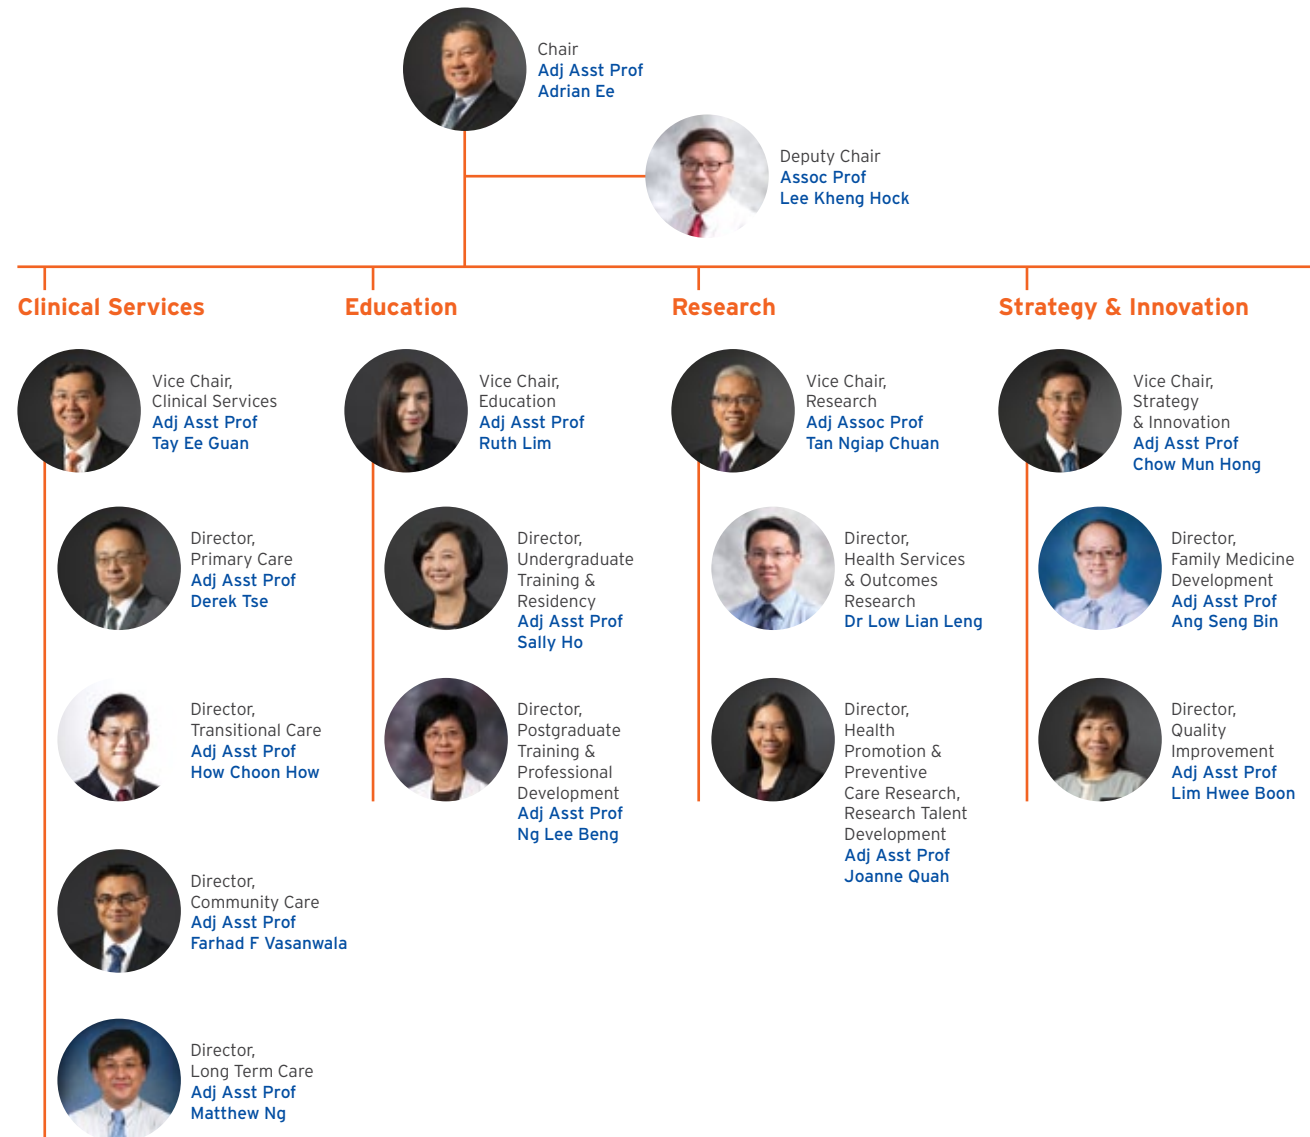 Chair
Adj Asst Prof
Adrian Ee
Deputy Chair
Assoc Prof
Lee Kheng Hock
Clinical Services
Vice Chair,
Clinical Services
Adj Asst Prof
Tay Ee Guan
Director,
Primary Care
Adj Asst Prof
Derek Tse
Director,
Transitional Care
Adj Asst Prof
How Choon How
Director,
Community Care
Adj Asst Prof
Farhad F Vasanwala
Director,
Long Term Care
Adj Asst Prof
Matthew Ng
Education
Vice Chair,
Education
Adj Asst Prof
Ruth Lim
Director,
Undergraduate
Training &
Residency
Adj Asst Prof
Sally Ho
Director,
Postgraduate
Training &
Professional
Development
Adj Asst Prof
Ng Lee Beng
Research
Vice Chair,
Research
Adj Assoc Prof
Tan Ngiap Chuan
Director,
Health Services
& Outcomes
Research
Dr Low Lian Leng
Director,
Health
Promotion &
Preventive
Care Research,
Research Talent
Development
Adj Asst Prof
Joanne Quah
Strategy & Innovation
Vice Chair,
Strategy
& Innovation
Adj Asst Prof
Chow Mun Hong
Director,
Family Medicine
Development
Adj Asst Prof
Ang Seng Bin
Director,
Quality
Improvement
Adj Asst Prof
Lim Hwee Boon